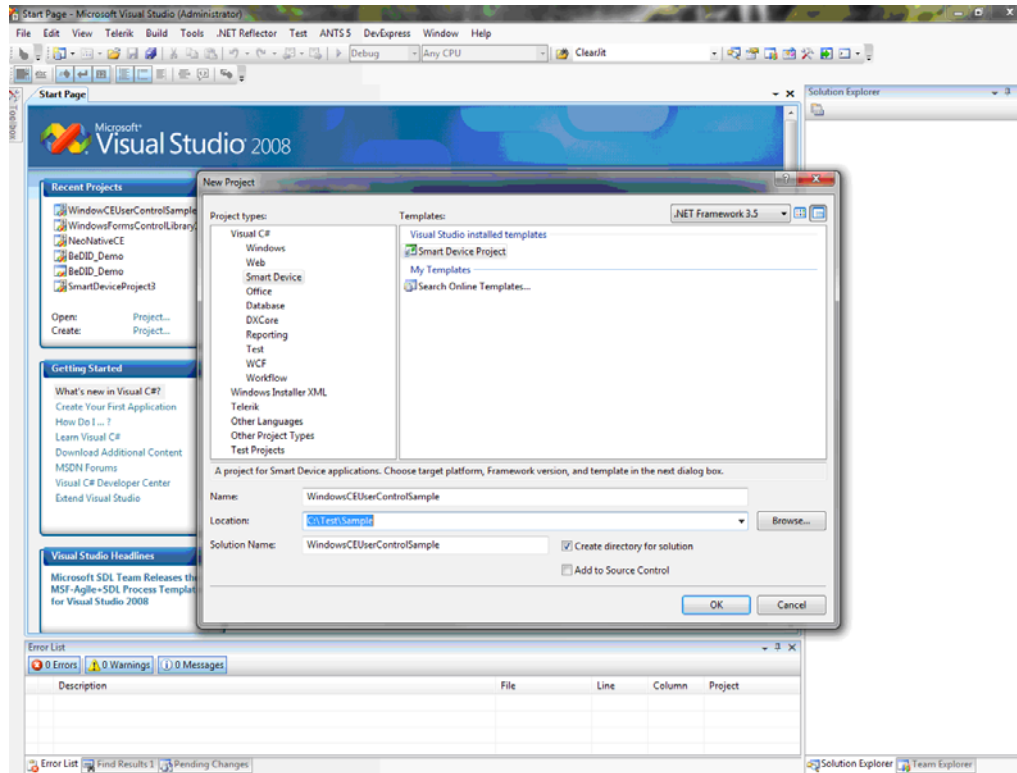 Start Page - Microsoft Visual Studio (Administrator)
File Edit View Telerik Build Tools .NET Reflector Test ANTS 5 DevExpress Window Help
Debug Any CPU ClearJit
Toolbox
Start Page
Solution Explorer
Microsoft
Visual Studio 2008
Recent Projects
WindowCEUserControlSample
WindowsFormsControlLibrary
NeoNativeCE
BeDID_Demo
BeDID_Demo
SmartDeviceProject3
Open: Project...
Create: Project...
Getting Started
What's new in Visual C#?
Create Your First Application
How Do I ... ?
Learn Visual C#
Download Additional Content
MSDN Forums
Visual C# Developer Center
Extend Visual Studio
Visual Studio Headlines
Microsoft SDL Team Releases the
MSF-Agile+SDL Process Templat
for Visual Studio 2008
New Project
Project types:
Templates:
.NET Framework 3.5
Visual C#
Windows
Web
Smart Device
Office
Database
DXCore
Reporting
Test
WCF
Workflow
Windows Installer XML
Telerik
Other Languages
Other Project Types
Test Projects
Visual Studio installed templates
Smart Device Project
My Templates
Search Online Templates...
A project for Smart Device applications. Choose target platform, Framework version, and template in the next dialog box.
Name: WindowsCEUserControlSample
Location: C:\Test\Sample Browse...
Solution Name: WindowsCEUserControlSample Create directory for solution
Add to Source Control
OK Cancel
Error List
0 Errors 0 Warnings 0 Messages
Description File Line Column Project
Error List Find Results 1 Pending Changes
Solution Explorer Team Explorer